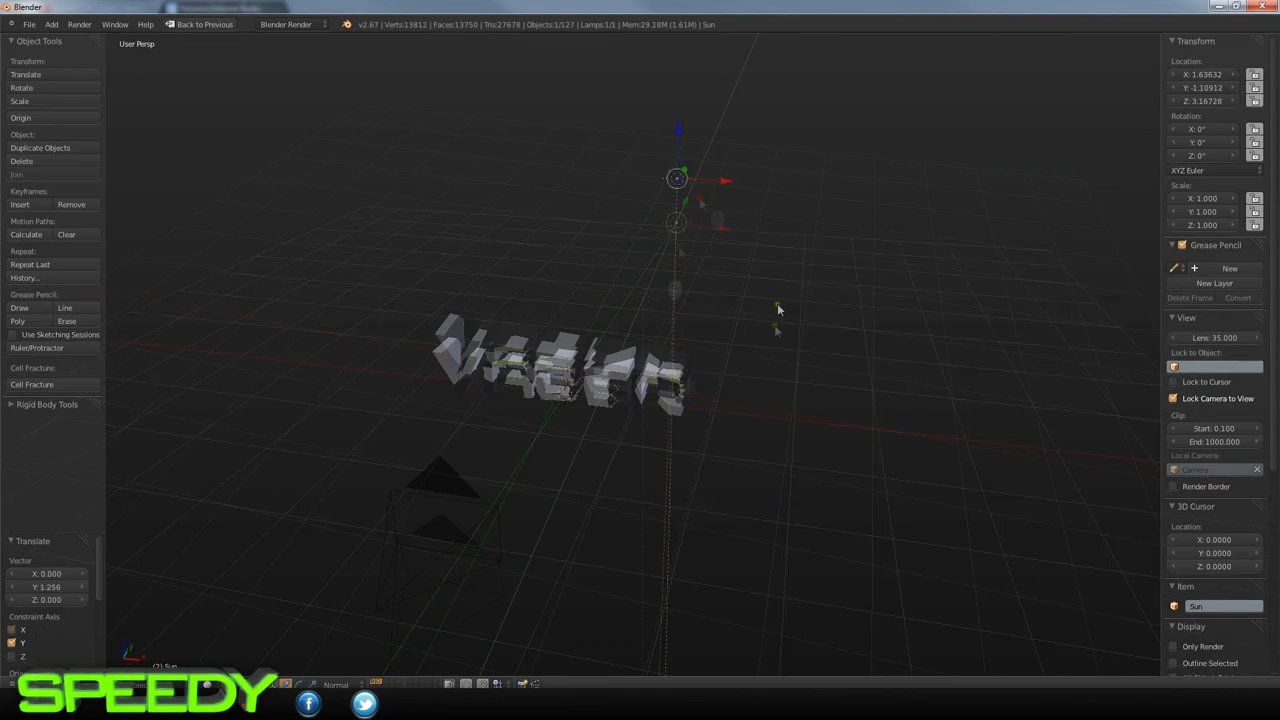 Blender
File Add Render Window Help Back to Previous Blender Render v2.67 | Verts:13812 | Faces:13750 | Tris:27678 | Objects:1/127 | Lamps:1/1 | Mem:29.18M (1.61M) | Sun
Object Tools
Transform:
Translate
Rotate
Scale
Origin
Object:
Duplicate Objects
Delete
Join
Keyframes:
Insert Remove
Motion Paths:
Calculate Clear
Repeat:
Repeat Last
History...
Grease Pencil:
Draw Line
Poly Erase
Use Sketching Sessions
Ruler/Protractor
Cell Fracture:
Cell Fracture
Rigid Body Tools
Translate
Vector
X: 0.000
Y: 1.256
Z: 0.000
Constraint Axis
X
Y
Z
User Persp
(2) Sun
Normal
Transform
Location:
X: 1.63632
Y: -1.10912
Z: 3.16728
Rotation:
X: 0°
Y: 0°
Z: 0°
XYZ Euler
Scale:
X: 1.000
Y: 1.000
Z: 1.000
Grease Pencil
New
New Layer
Delete Frame Convert
View
Lens: 35.000
Lock to Object:
Lock to Cursor
Lock Camera to View
Clip:
Start: 0.100
End: 1000.000
Local Camera:
Camera
Render Border
3D Cursor
Location:
X: 0.0000
Y: 0.0000
Z: 0.0000
Item
Sun
Display
Only Render
Outline Selected
SPEEDY